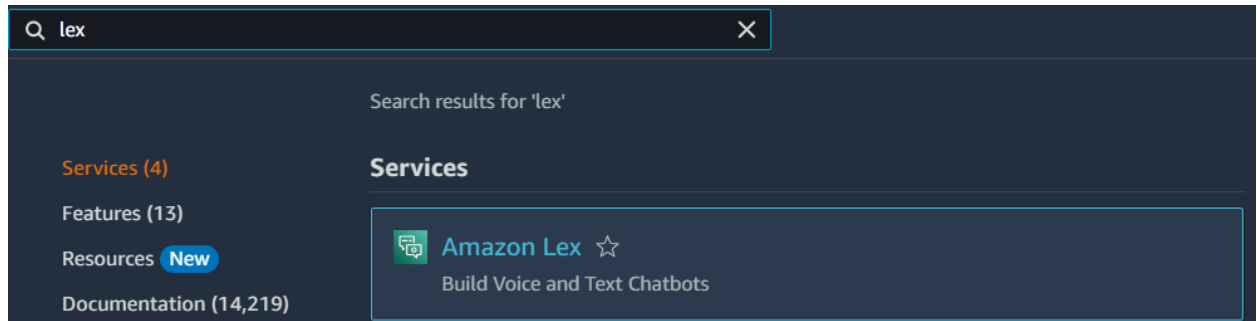 lex
Search results for 'lex'
Services (4)
Features (13)
Resources New
Documentation (14,219)
Services
Amazon Lex
Build Voice and Text Chatbots